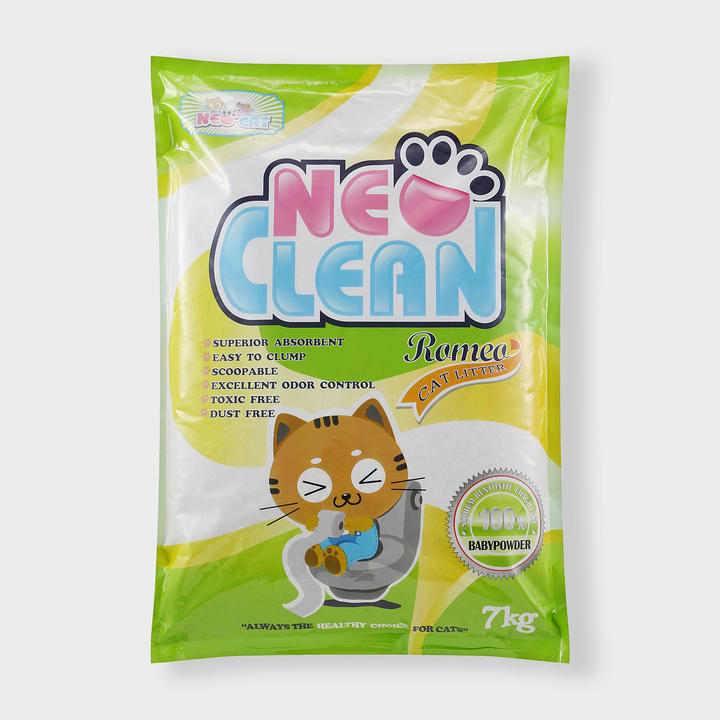 NEO CAT
NEO
CLEAN
Romeo
CAT LITTER
SUPERIOR ABSORBENT
EASY TO CLUMP
SCOOPABLE
EXCELLENT ODOR CONTROL
TOXIC FREE
DUST FREE
100%
BABYPOWDER
"ALWAYS THE HEALTHY CHOICE FOR CATS"
7kg